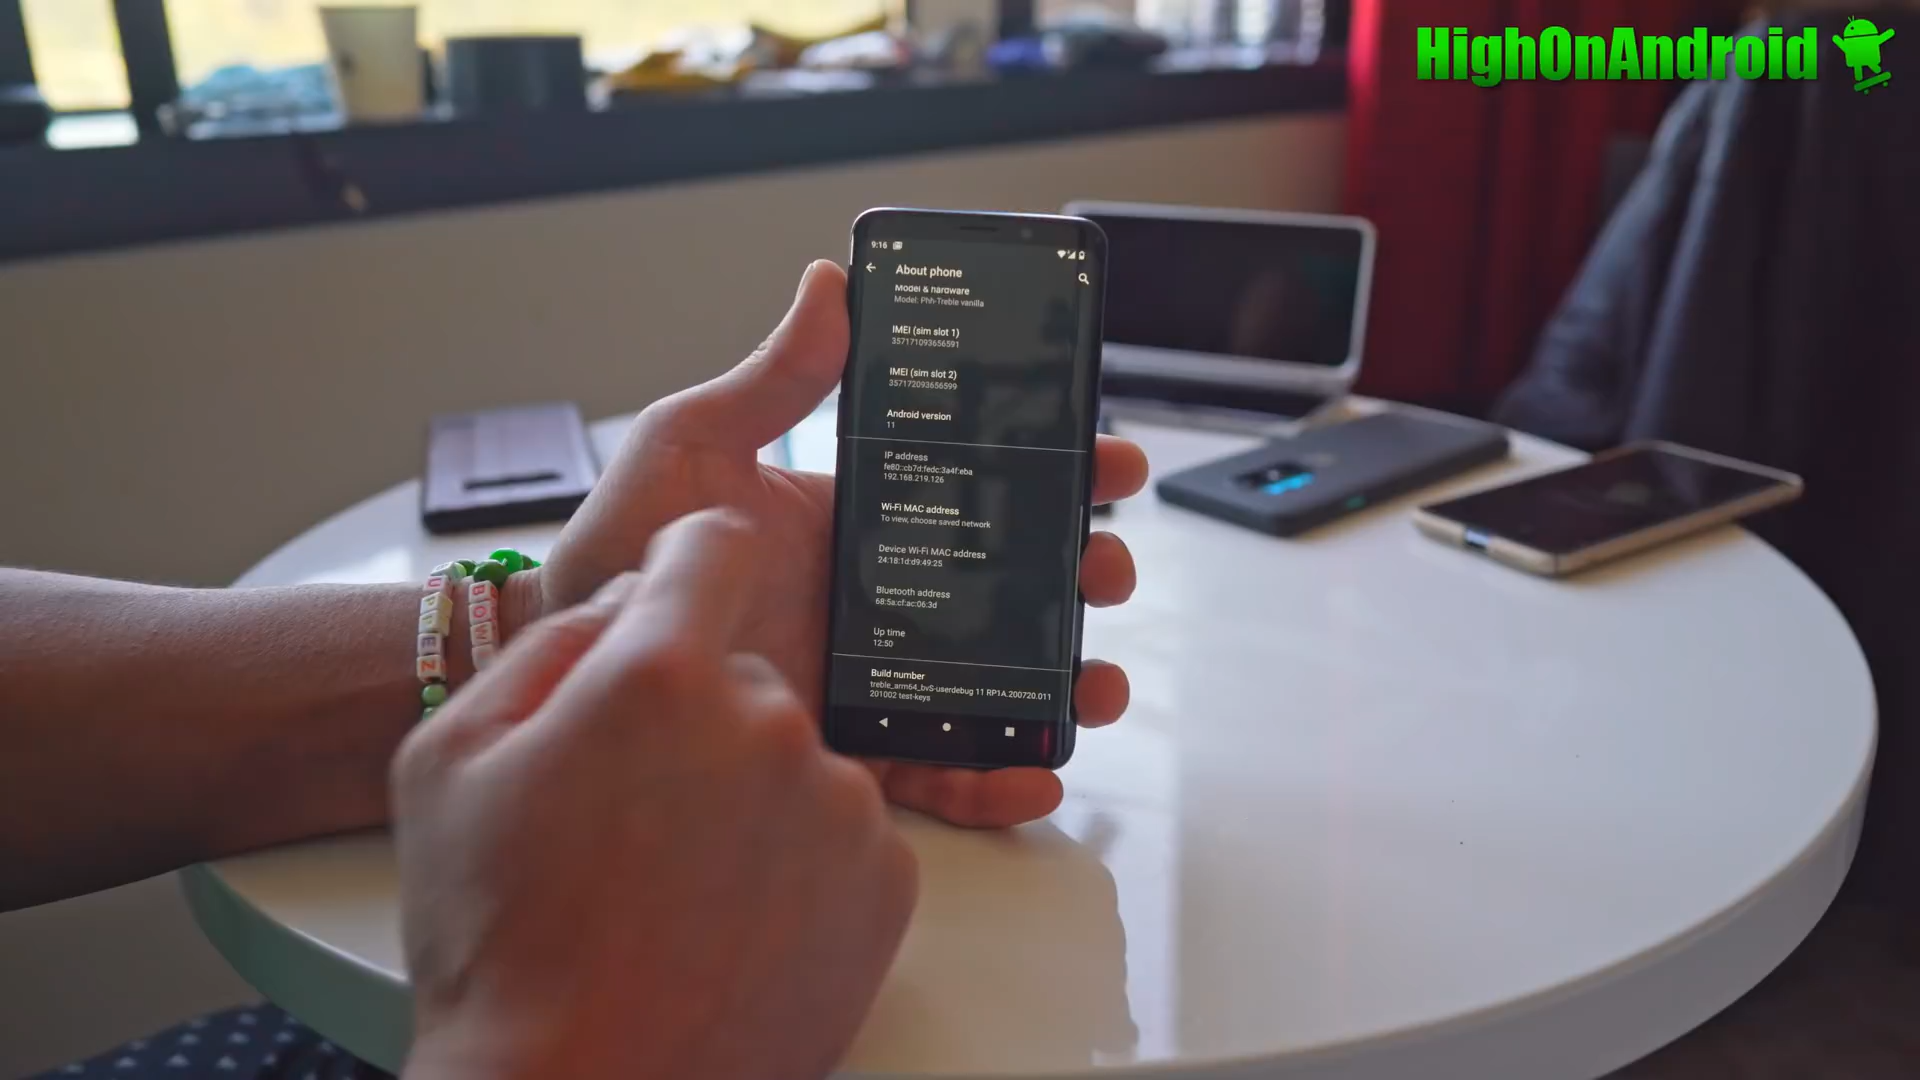 HighOnAndroid
9:16
About phone
Model & hardware
Model: Phh-Treble vanilla
IMEI (sim slot 1)
357171093656591
IMEI (sim slot 2)
357172093656599
Android version
11
IP address
fe80::cb7d:fedc:3a4f:eba
192.168.219.126
Wi-Fi MAC address
To view, choose saved network
Device Wi-Fi MAC address
24:18:1d:d9:49:25
Bluetooth address
68:5a:cf:ac:06:3d
Up time
12:50
Build number
treble_arm64_bvS-userdebug 11 RP1A.200720.011
201002 test-keys
UPPEZ
BOW